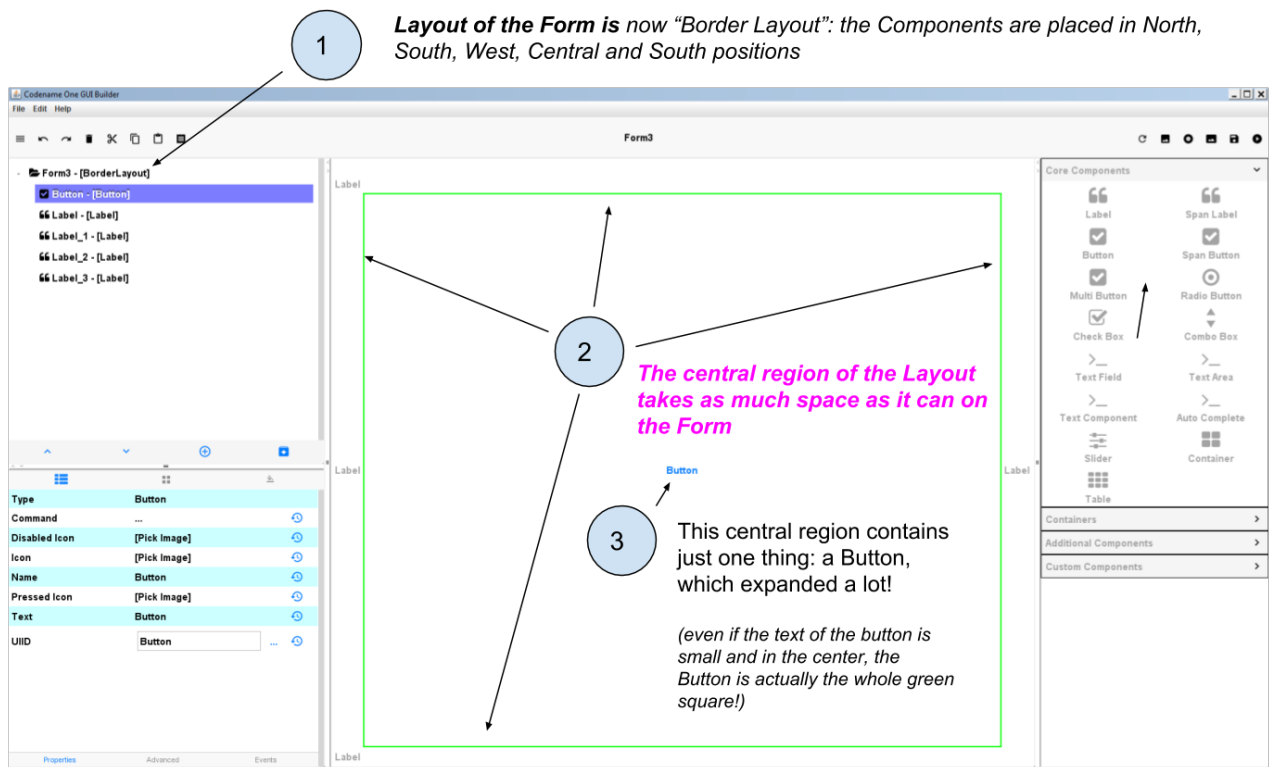 1
Layout of the Form is now “Border Layout”: the Components are placed in North,
South, West, Central and South positions
Codename One GUI Builder
File Edit Help
Form3
Form3 - [BorderLayout]
Button - [Button]
Label - [Label]
Label_1 - [Label]
Label_2 - [Label]
Label_3 - [Label]
Type Button
Command ...
Disabled Icon [Pick Image]
Icon [Pick Image]
Name Button
Pressed Icon [Pick Image]
Text Button
UIID Button ...
Properties Advanced Events
Label
2
The central region of the Layout
takes as much space as it can on
the Form
Label Button Label
3
This central region contains
just one thing: a Button,
which expanded a lot!
(even if the text of the button is
small and in the center, the
Button is actually the whole green
square!)
Label
Core Components
Label Span Label
Button Span Button
Multi Button Radio Button
Check Box Combo Box
Text Field Text Area
Text Component Auto Complete
Slider Container
Table
Containers
Additional Components
Custom Components